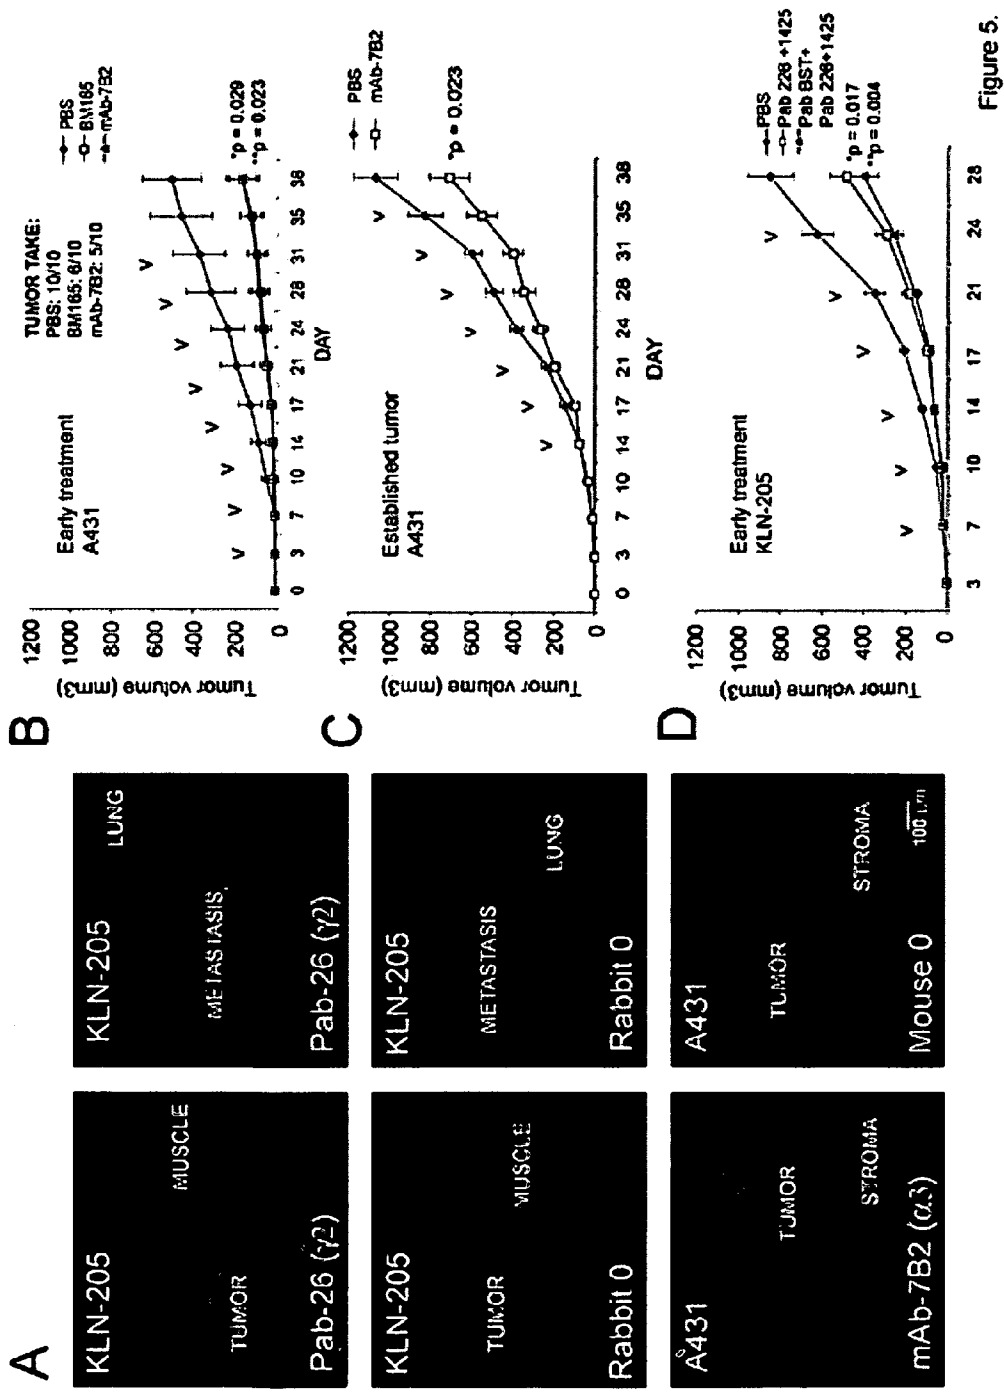 A
KLN-205
MUSCLE
TUMOR
Pab-26 (γ2)
KLN-205
LUNG
METASTASIS
Pab-26 (γ2)
KLN-205
TUMOR
MUSCLE
Rabbit 0
KLN-205
METASTASIS
LUNG
Rabbit 0
A431
TUMOR
STROMA
mAb-7B2 (α3)
A431
TUMOR
STROMA
100 µm
Mouse 0
B
Tumor volume (mm3)
1200
1000
800
600
400
200
0
Early treatment
A431
TUMOR TAKE:
PBS: 10/10
BM165: 6/10
mAb-7B2: 5/10
PBS
BM165
mAb-7B2
*p = 0.029
**p = 0.023
V V V V V V V V
0 3 7 10 14 17 21 24 28 31 35 38
DAY
C
Tumor volume (mm3)
1200
1000
800
600
400
200
0
Established tumor
A431
PBS
mAb-7B2
*p = 0.023
V V V V V V V
0 3 7 10 14 17 21 24 28 31 35 38
DAY
D
Tumor volume (mm3)
1200
1000
800
600
400
200
0
Early treatment
KLN-205
PBS
Pab 226 +1425
Pab BST+
Pab 226+1425
*p = 0.017
**p = 0.004
V V V V V V
3 7 10 14 17 21 24 28
Figure 5.